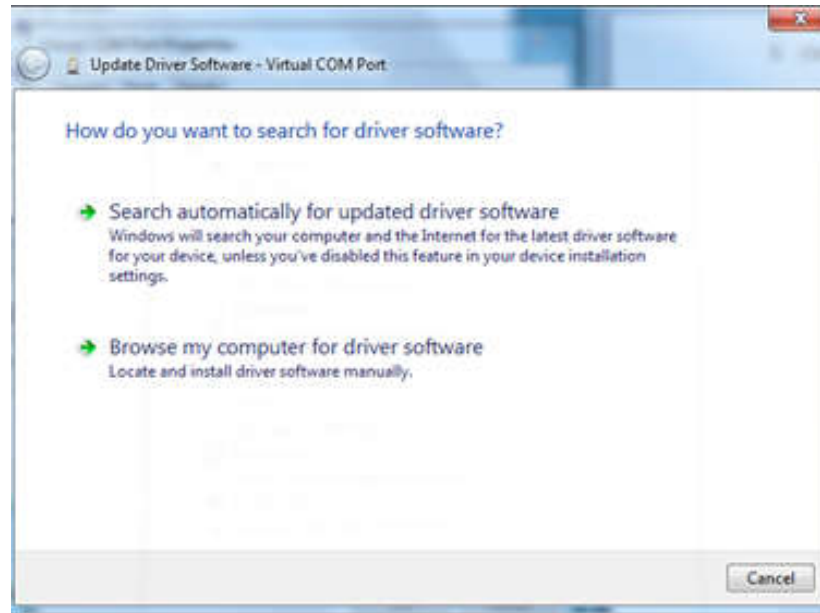 Update Driver Software - Virtual COM Port
How do you want to search for driver software?
Search automatically for updated driver software
Windows will search your computer and the Internet for the latest driver software
for your device, unless you've disabled this feature in your device installation
settings.
Browse my computer for driver software
Locate and install driver software manually.
Cancel